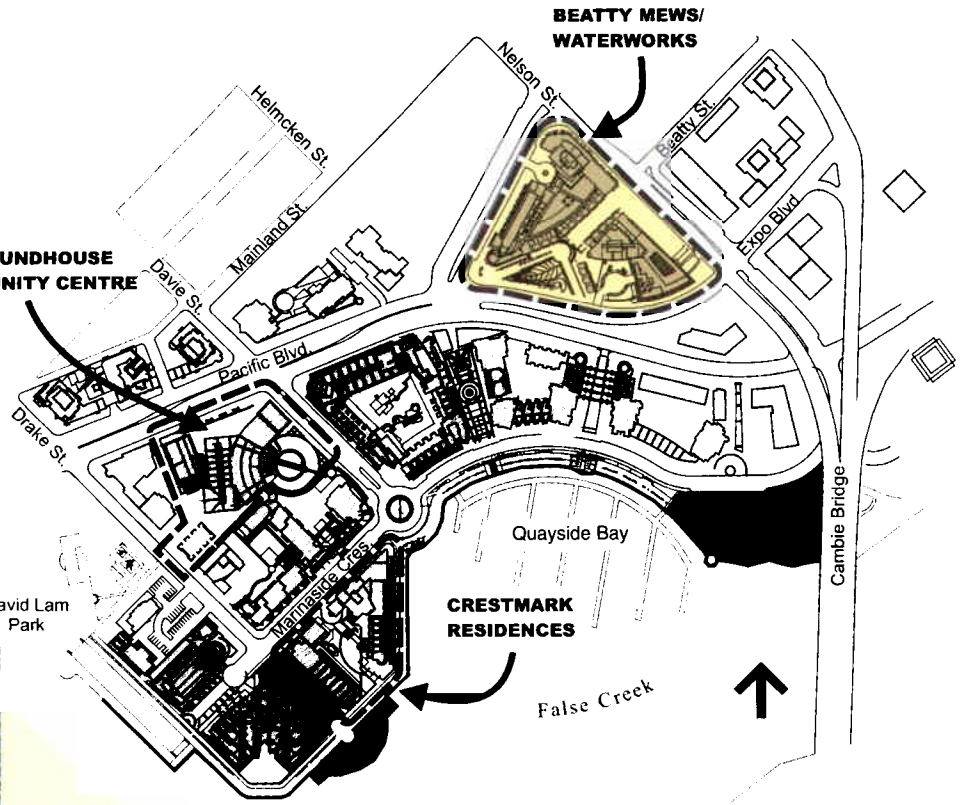 BEATTY MEWS/
WATERWORKS
Nelson St.
Beatty St.
Helmcken St.
Mainland St.
Expo Blvd
UNDHOUSE
NITY CENTRE
Davie St.
Pacific Blvd.
Drake St.
Cambie Bridge
Quayside Bay
Marinaside Cres.
avid Lam
Park
CRESTMARK
RESIDENCES
False Creek